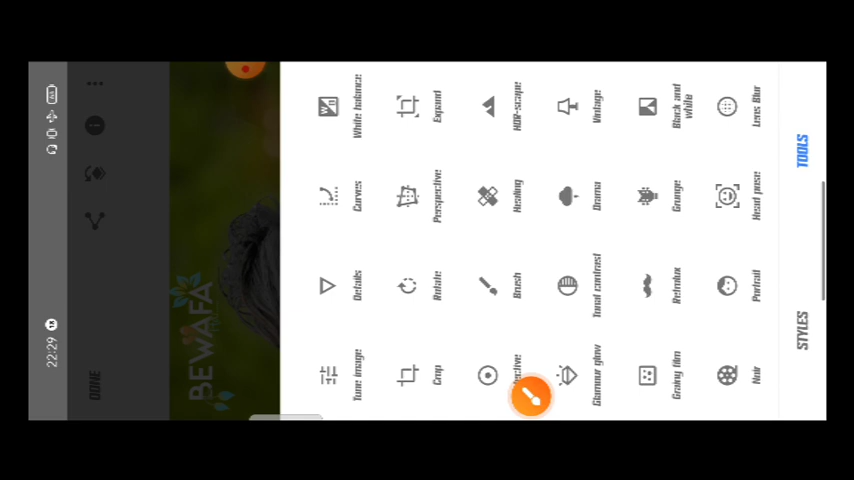 22:29
DONE
BEWAFA
Tune image
Details
Curves
White balance
Crop
Rotate
Perspective
Expand
Brush
Healing
HDR-scape
Glamour glow
Tonal contrast
Drama
Vintage
Grainy film
Retrolux
Grunge
Black and
white
Noir
Portrait
Head pose
Lens Blur
STYLES
TOOLS